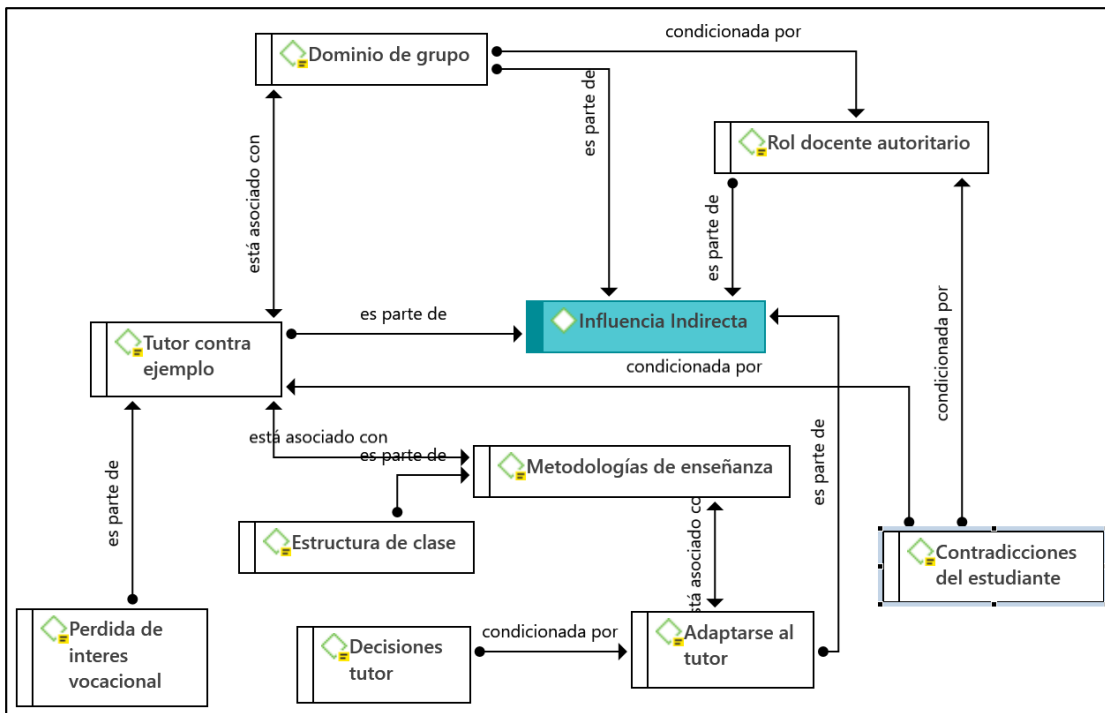 condicionada por
Dominio de grupo
es parte de
Rol docente autoritario
está asociado con
es parte de
Influencia Indirecta
es parte de
Tutor contra
ejemplo
condicionada por
condicionada por
está asociado con
es parte de
Metodologías de enseñanza
es parte de
es parte de
Estructura de clase
está asociado con
Contradicciones
del estudiante
Perdida de
interes
vocacional
Decisiones
tutor
condicionada por
Adaptarse al
tutor